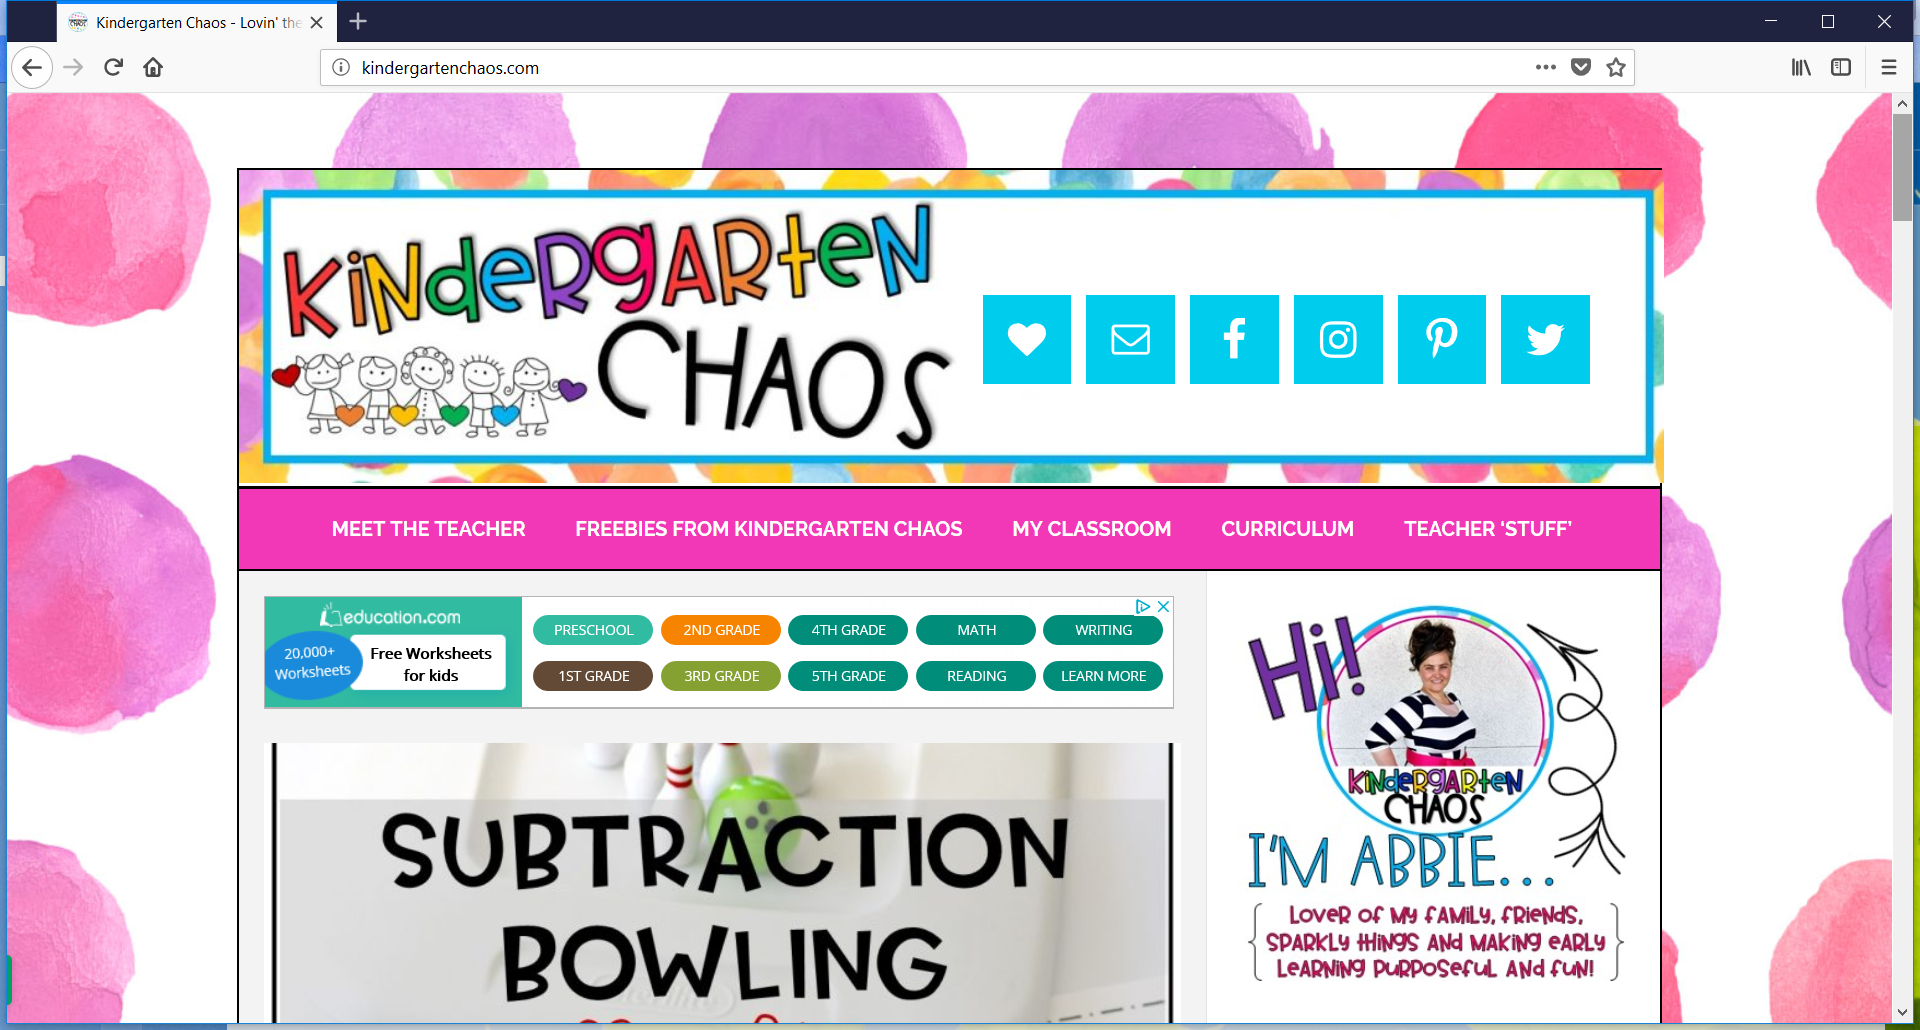 Kindergarten Chaos - Lovin' the
kindergartenchaos.com
KINDERGARTEN
CHAOS
MEET THE TEACHER
FREEBIES FROM KINDERGARTEN CHAOS
MY CLASSROOM
CURRICULUM
TEACHER ‘STUFF’
education.com
20,000+
Worksheets
Free Worksheets
for kids
PRESCHOOL
2ND GRADE
4TH GRADE
MATH
WRITING
1ST GRADE
3RD GRADE
5TH GRADE
READING
LEARN MORE
SUBTRACTION
BOWLING
Hi!
KINDERGARTEN
CHAOS
I'M ABBIE...
LOVER OF MY FAMILY, FRIENDS,
SPARKLY THINGS AND MAKING EARLY
LEARNING PURPOSEFUL AND FUN!